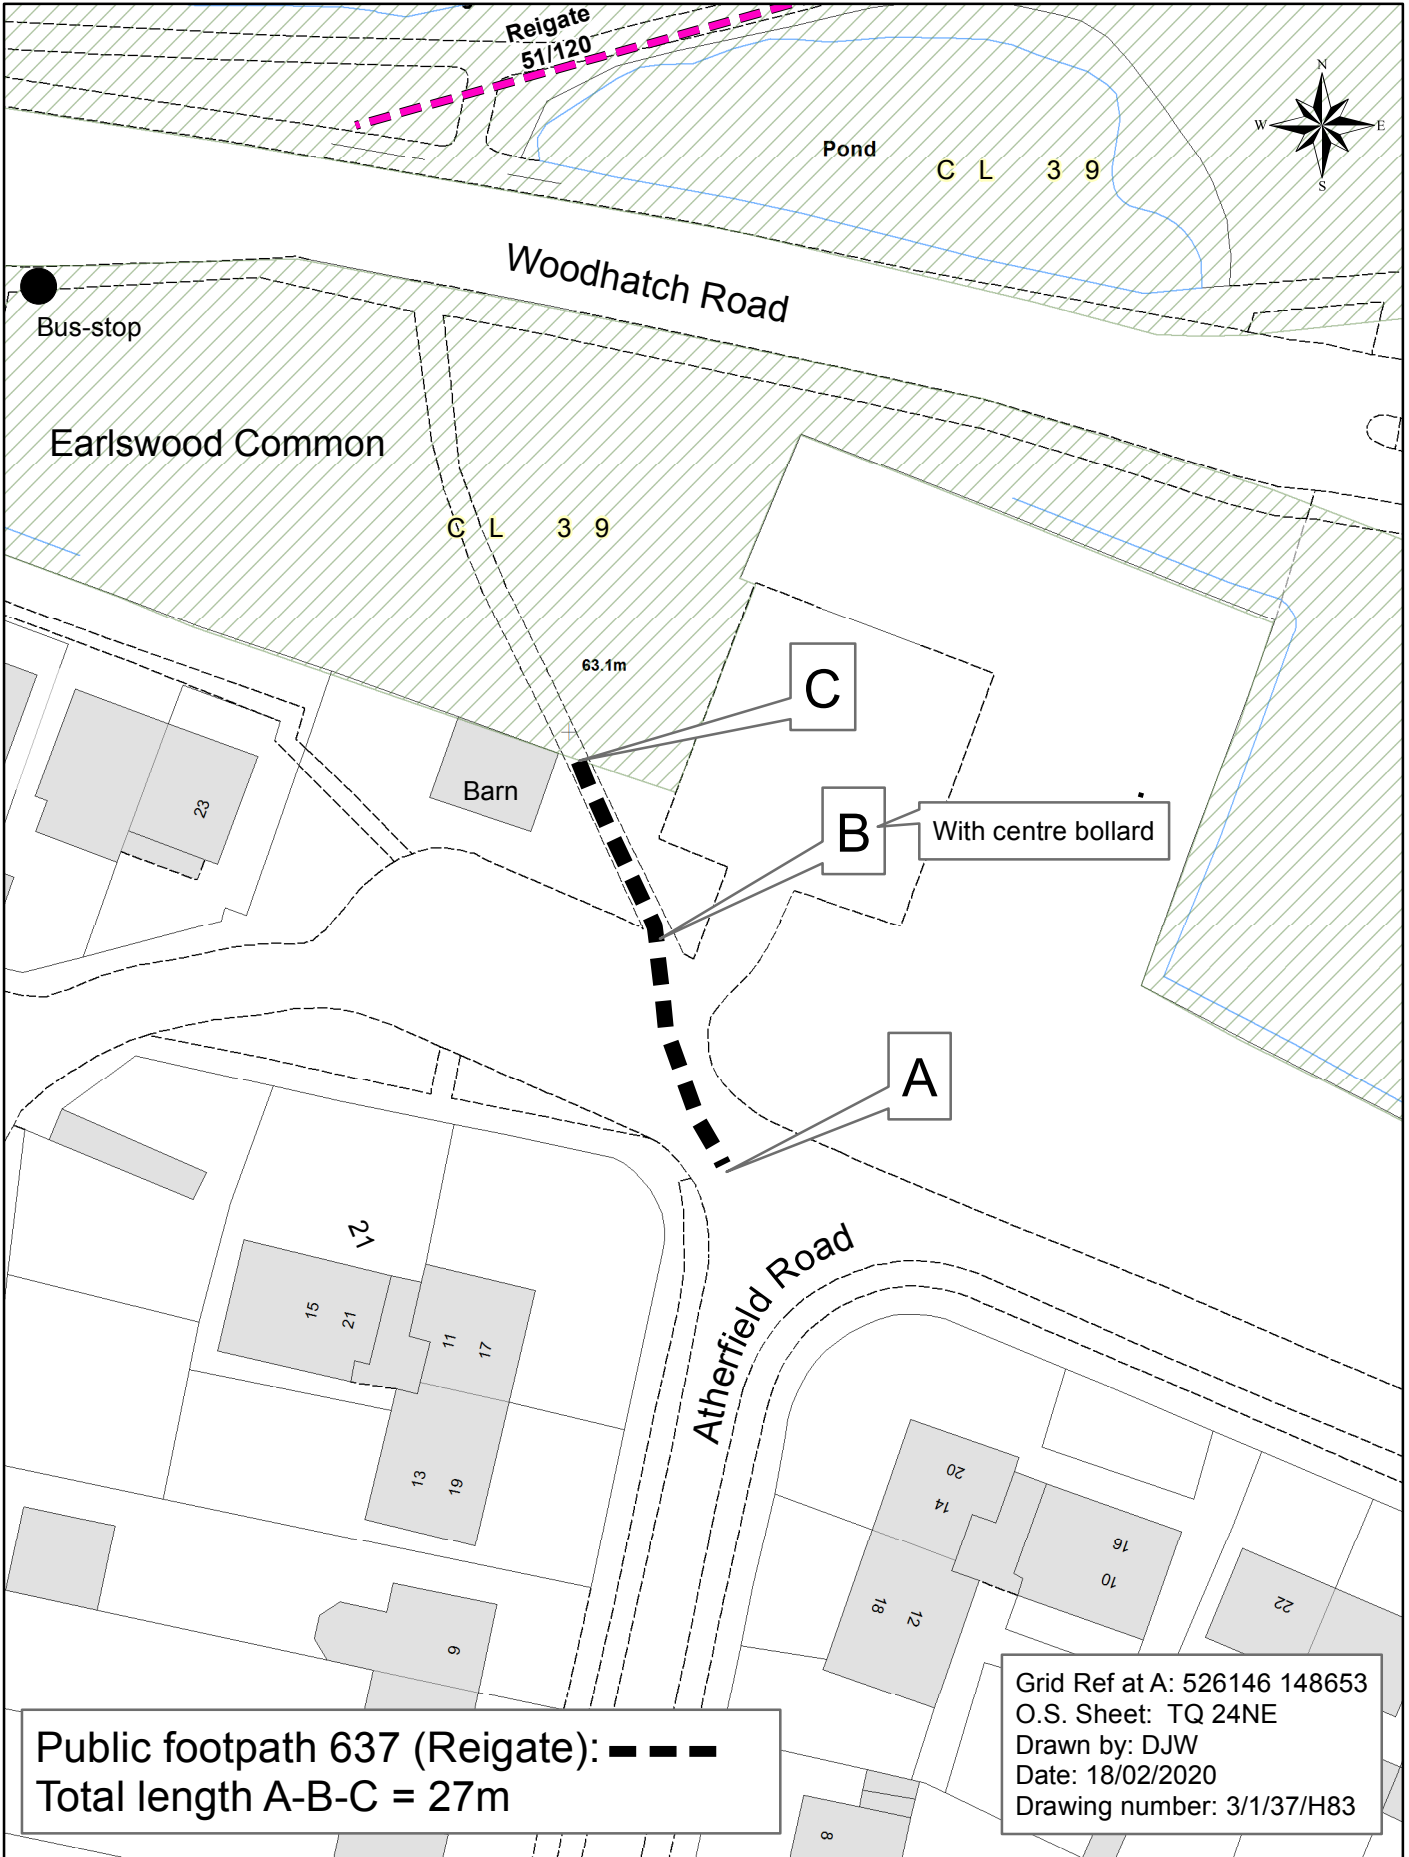 Reigate
51/120
N
W E
S
Pond
C L 3 9
Woodhatch Road
Bus-stop
Earlswood Common
C L 3 9
63.1m
C
Barn
23
B
With centre bollard
A
21
Atherfield Road
15
21
11
17
13
19
20
14
16
10
18
12
22
9
8
Public footpath 637 (Reigate):
Total length A-B-C = 27m
Grid Ref at A: 526146 148653
O.S. Sheet: TQ 24NE
Drawn by: DJW
Date: 18/02/2020
Drawing number: 3/1/37/H83